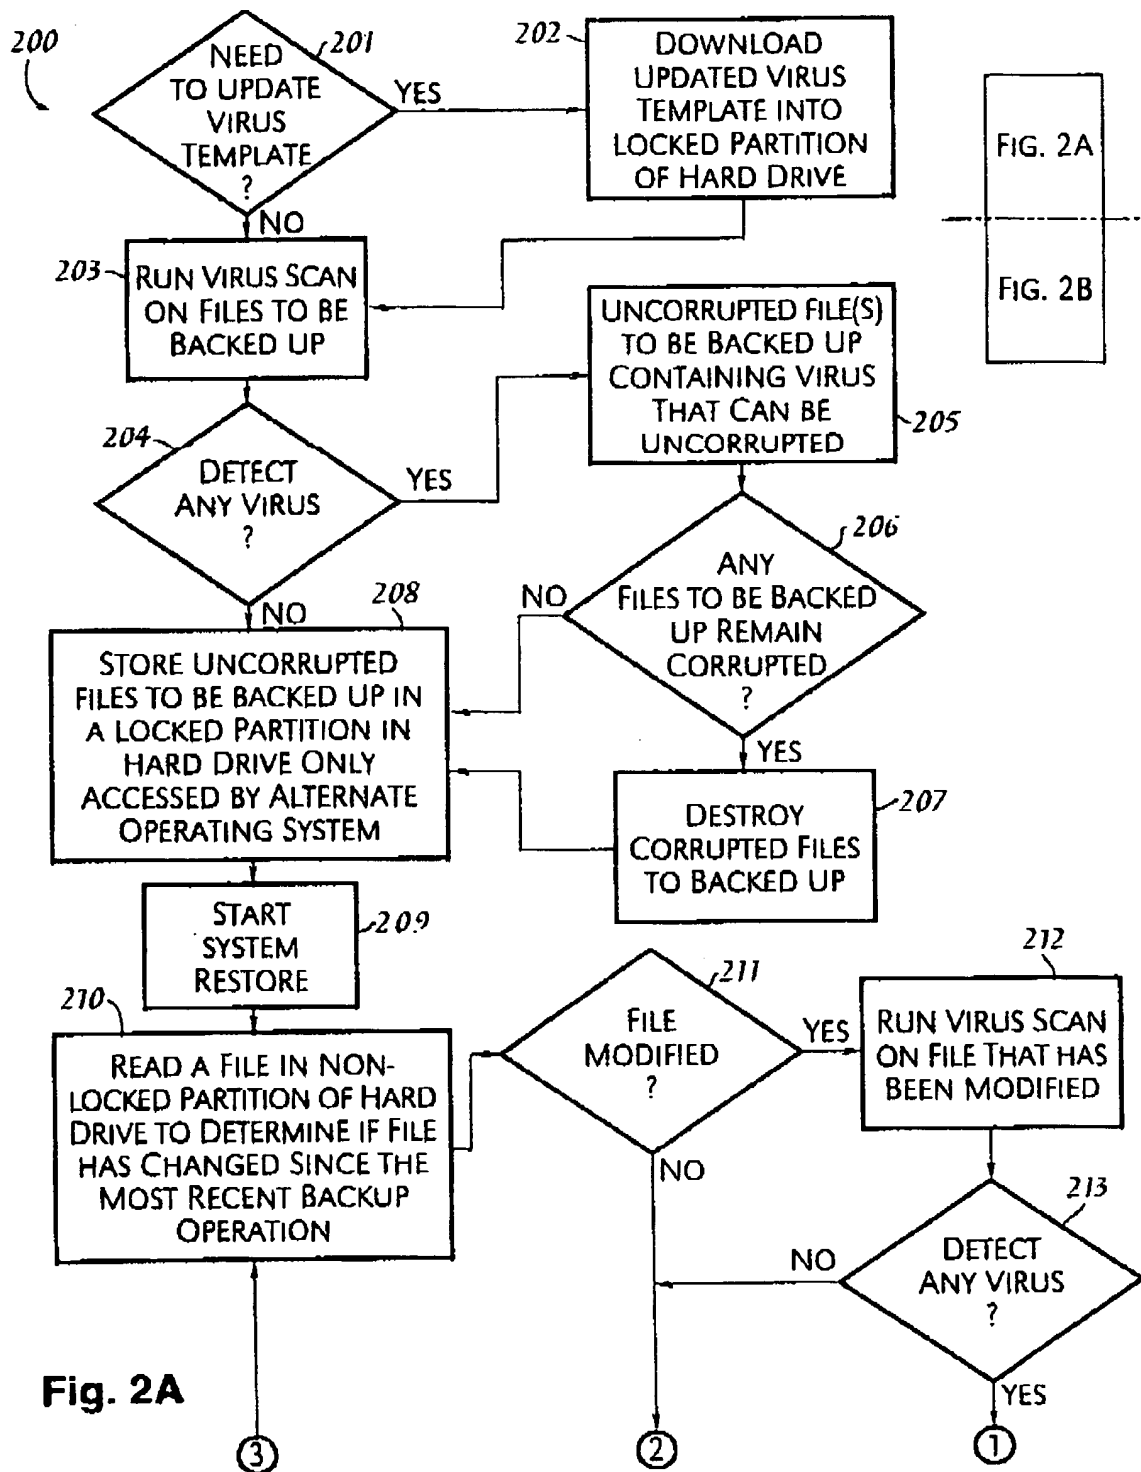 200
201
NEED
TO UPDATE
VIRUS
TEMPLATE
?
YES
NO
202
DOWNLOAD
UPDATED VIRUS
TEMPLATE INTO
LOCKED PARTITION
OF HARD DRIVE
FIG. 2A
FIG. 2B
203
RUN VIRUS SCAN
ON FILES TO BE
BACKED UP
204
DETECT
ANY VIRUS
?
YES
NO
UNCORRUPTED FILE(S)
TO BE BACKED UP
CONTAINING VIRUS
THAT CAN BE
UNCORRUPTED
205
206
ANY
FILES TO BE BACKED
UP REMAIN
CORRUPTED
?
NO
YES
207
DESTROY
CORRUPTED FILES
TO BACKED UP
208
STORE UNCORRUPTED
FILES TO BE BACKED UP IN
A LOCKED PARTITION IN
HARD DRIVE ONLY
ACCESSED BY ALTERNATE
OPERATING SYSTEM
START
SYSTEM
RESTORE
209
210
READ A FILE IN NON-
LOCKED PARTITION OF HARD
DRIVE TO DETERMINE IF FILE
HAS CHANGED SINCE THE
MOST RECENT BACKUP
OPERATION
211
FILE
MODIFIED
?
YES
NO
212
RUN VIRUS SCAN
ON FILE THAT HAS
BEEN MODIFIED
213
DETECT
ANY VIRUS
?
NO
YES
Fig. 2A
3
2
1